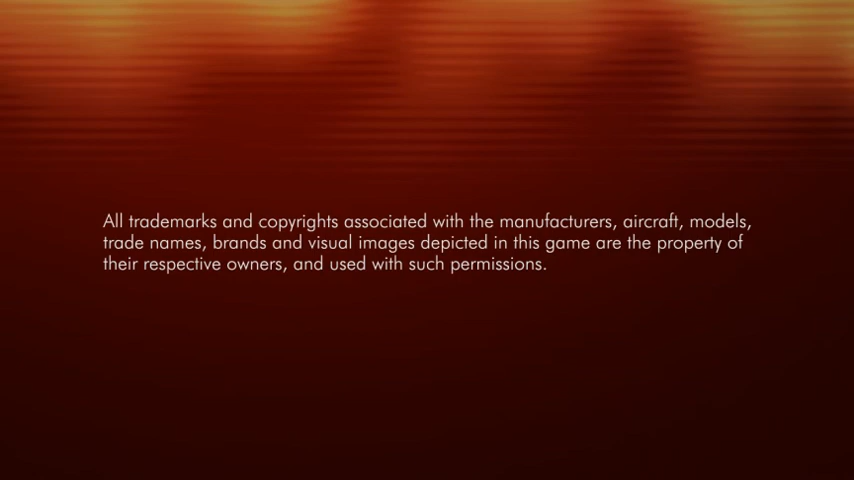 All trademarks and copyrights associated with the manufacturers, aircraft, models,
trade names, brands and visual images depicted in this game are the property of
their respective owners, and used with such permissions.